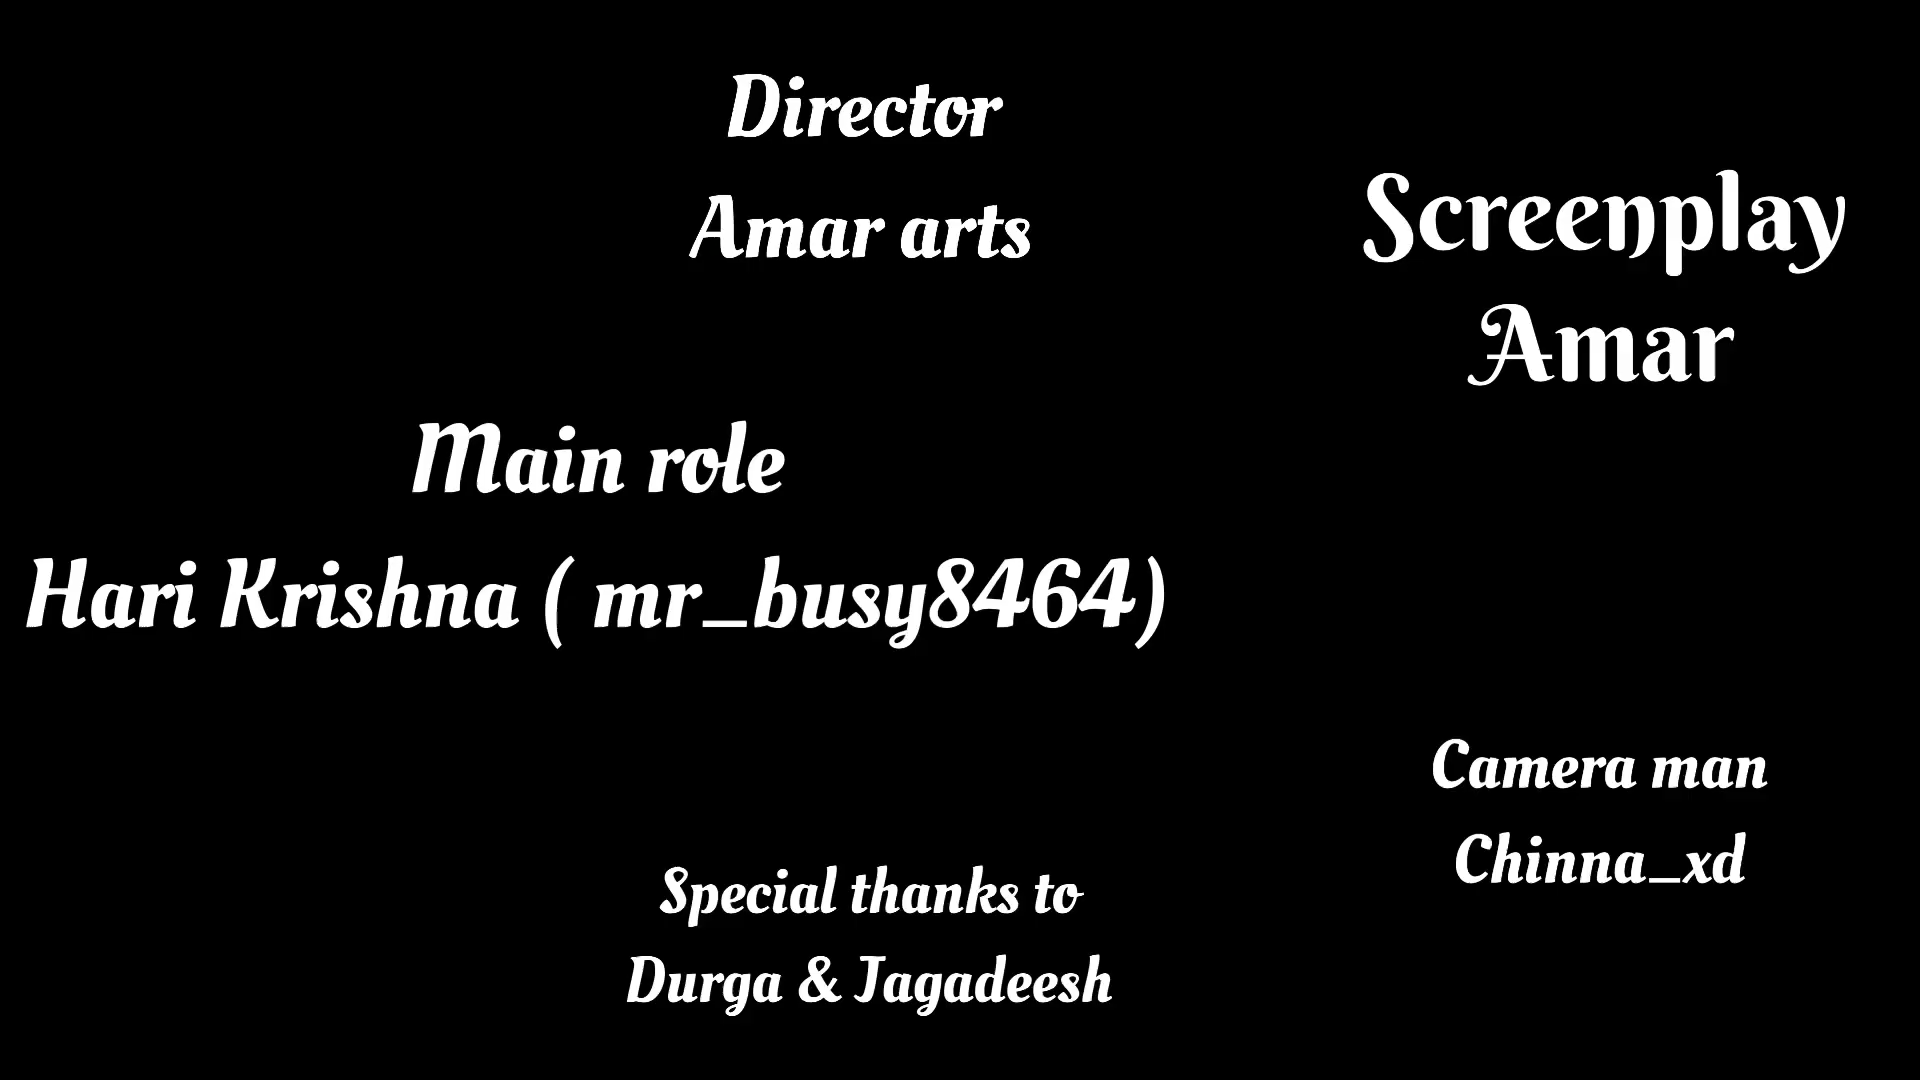 Director
Amar arts
Screenplay
Amar
Main role
Hari Krishna ( mr_busy8464)
Camera man
Chinna_xd
Special thanks to
Durga & Jagadeesh